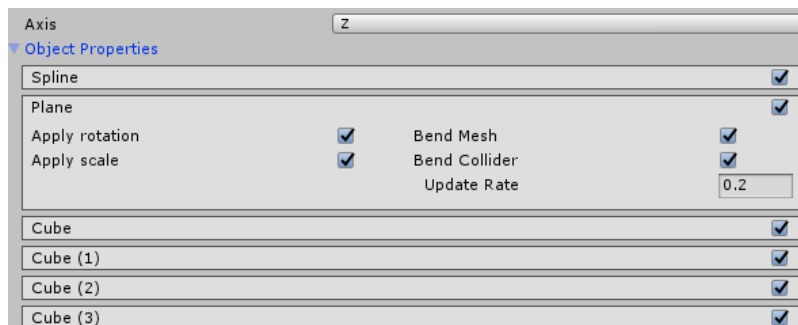 Axis Z
Object Properties
Spline
Plane
Apply rotation Bend Mesh
Apply scale Bend Collider
Update Rate 0.2
Cube
Cube (1)
Cube (2)
Cube (3)